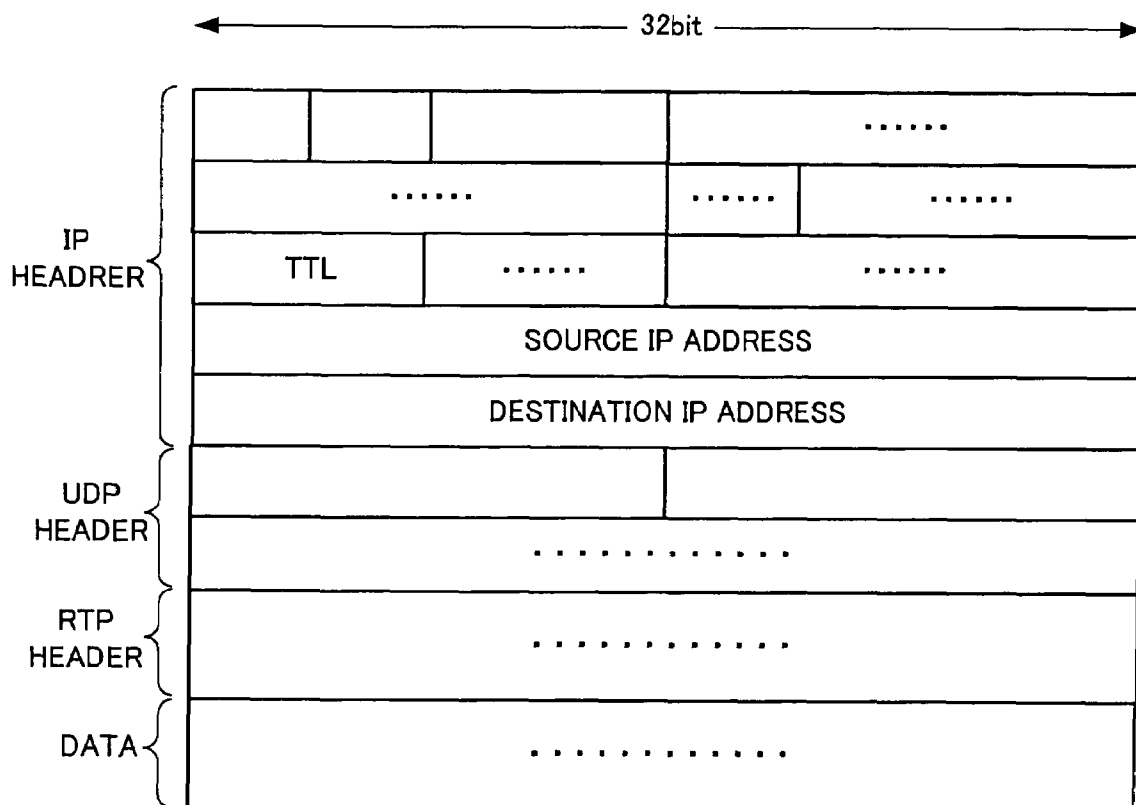 32bit
......
...... ...... ......
IP
HEADRER
TTL ...... ......
SOURCE IP ADDRESS
DESTINATION IP ADDRESS
UDP
HEADER
............
RTP
HEADER
............
DATA
............